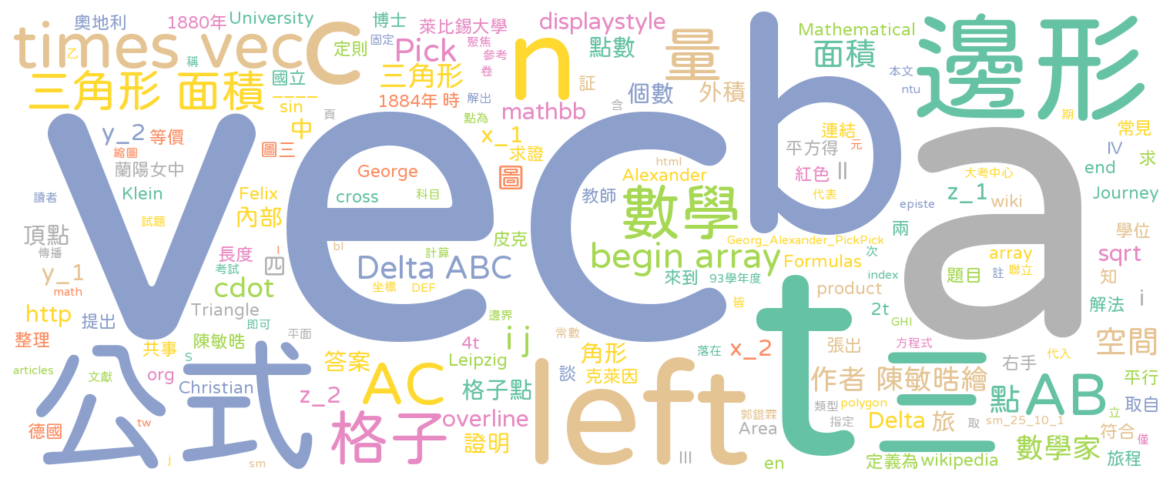 奧地利 1880年 University 博士 萊比錫大學 displaystyle Mathematical
times vecc 乙 稱 定則 固定 Pick 聚焦 參考 卷 n 點數 量 面積 邊形
三角形 面積 國立 三角形 証 個數 外積 本文 ntu
sin 1884年 時 解出 mathbb 含 頁 點為 期
y_2 等價 中 x_1 連結 常見
縮圖 圖三 求證 平方得 元 IV 求
蘭陽女中 George 圖 html ll 紅色 end 大考中心
讀者 Klein Felix cross 科目 教師 Alexander 代表 z_1 wiki Journey
vec b a
試題 內部 數學 episte 學位
頂點 傳播 皮克 Georg_Alexander_PickPick 兩
y_1 長度 四 bl 計算 begin array Formulas 次 array sqrt
math 考試 Delta ABC 來到 93學年度 index 題目 註 聯立 知
http cdot 坐標 DEF product 2t 解法 i
提出 Triangle 即可 邊界 皆 GHI
整理 陳敏晧 平面 i j 常數 落在 方程式 空間
共事 s 4t 角形 x_2 張出 右手 代入
articles 文獻 org 答案 Leipzig 談 克萊因 t 三 平行
公式 Christian AC 格子點 left 作者 陳敏晧繪 點 AB 取自
z_2 郭鋰霖 類型 polygon 立
德國 tw 格子 overline Area 指定 Delta 旅 取 sm_25_10_1 符合 僅
j sm 證明 III en 定義為 wikipedia 數學家 旅程